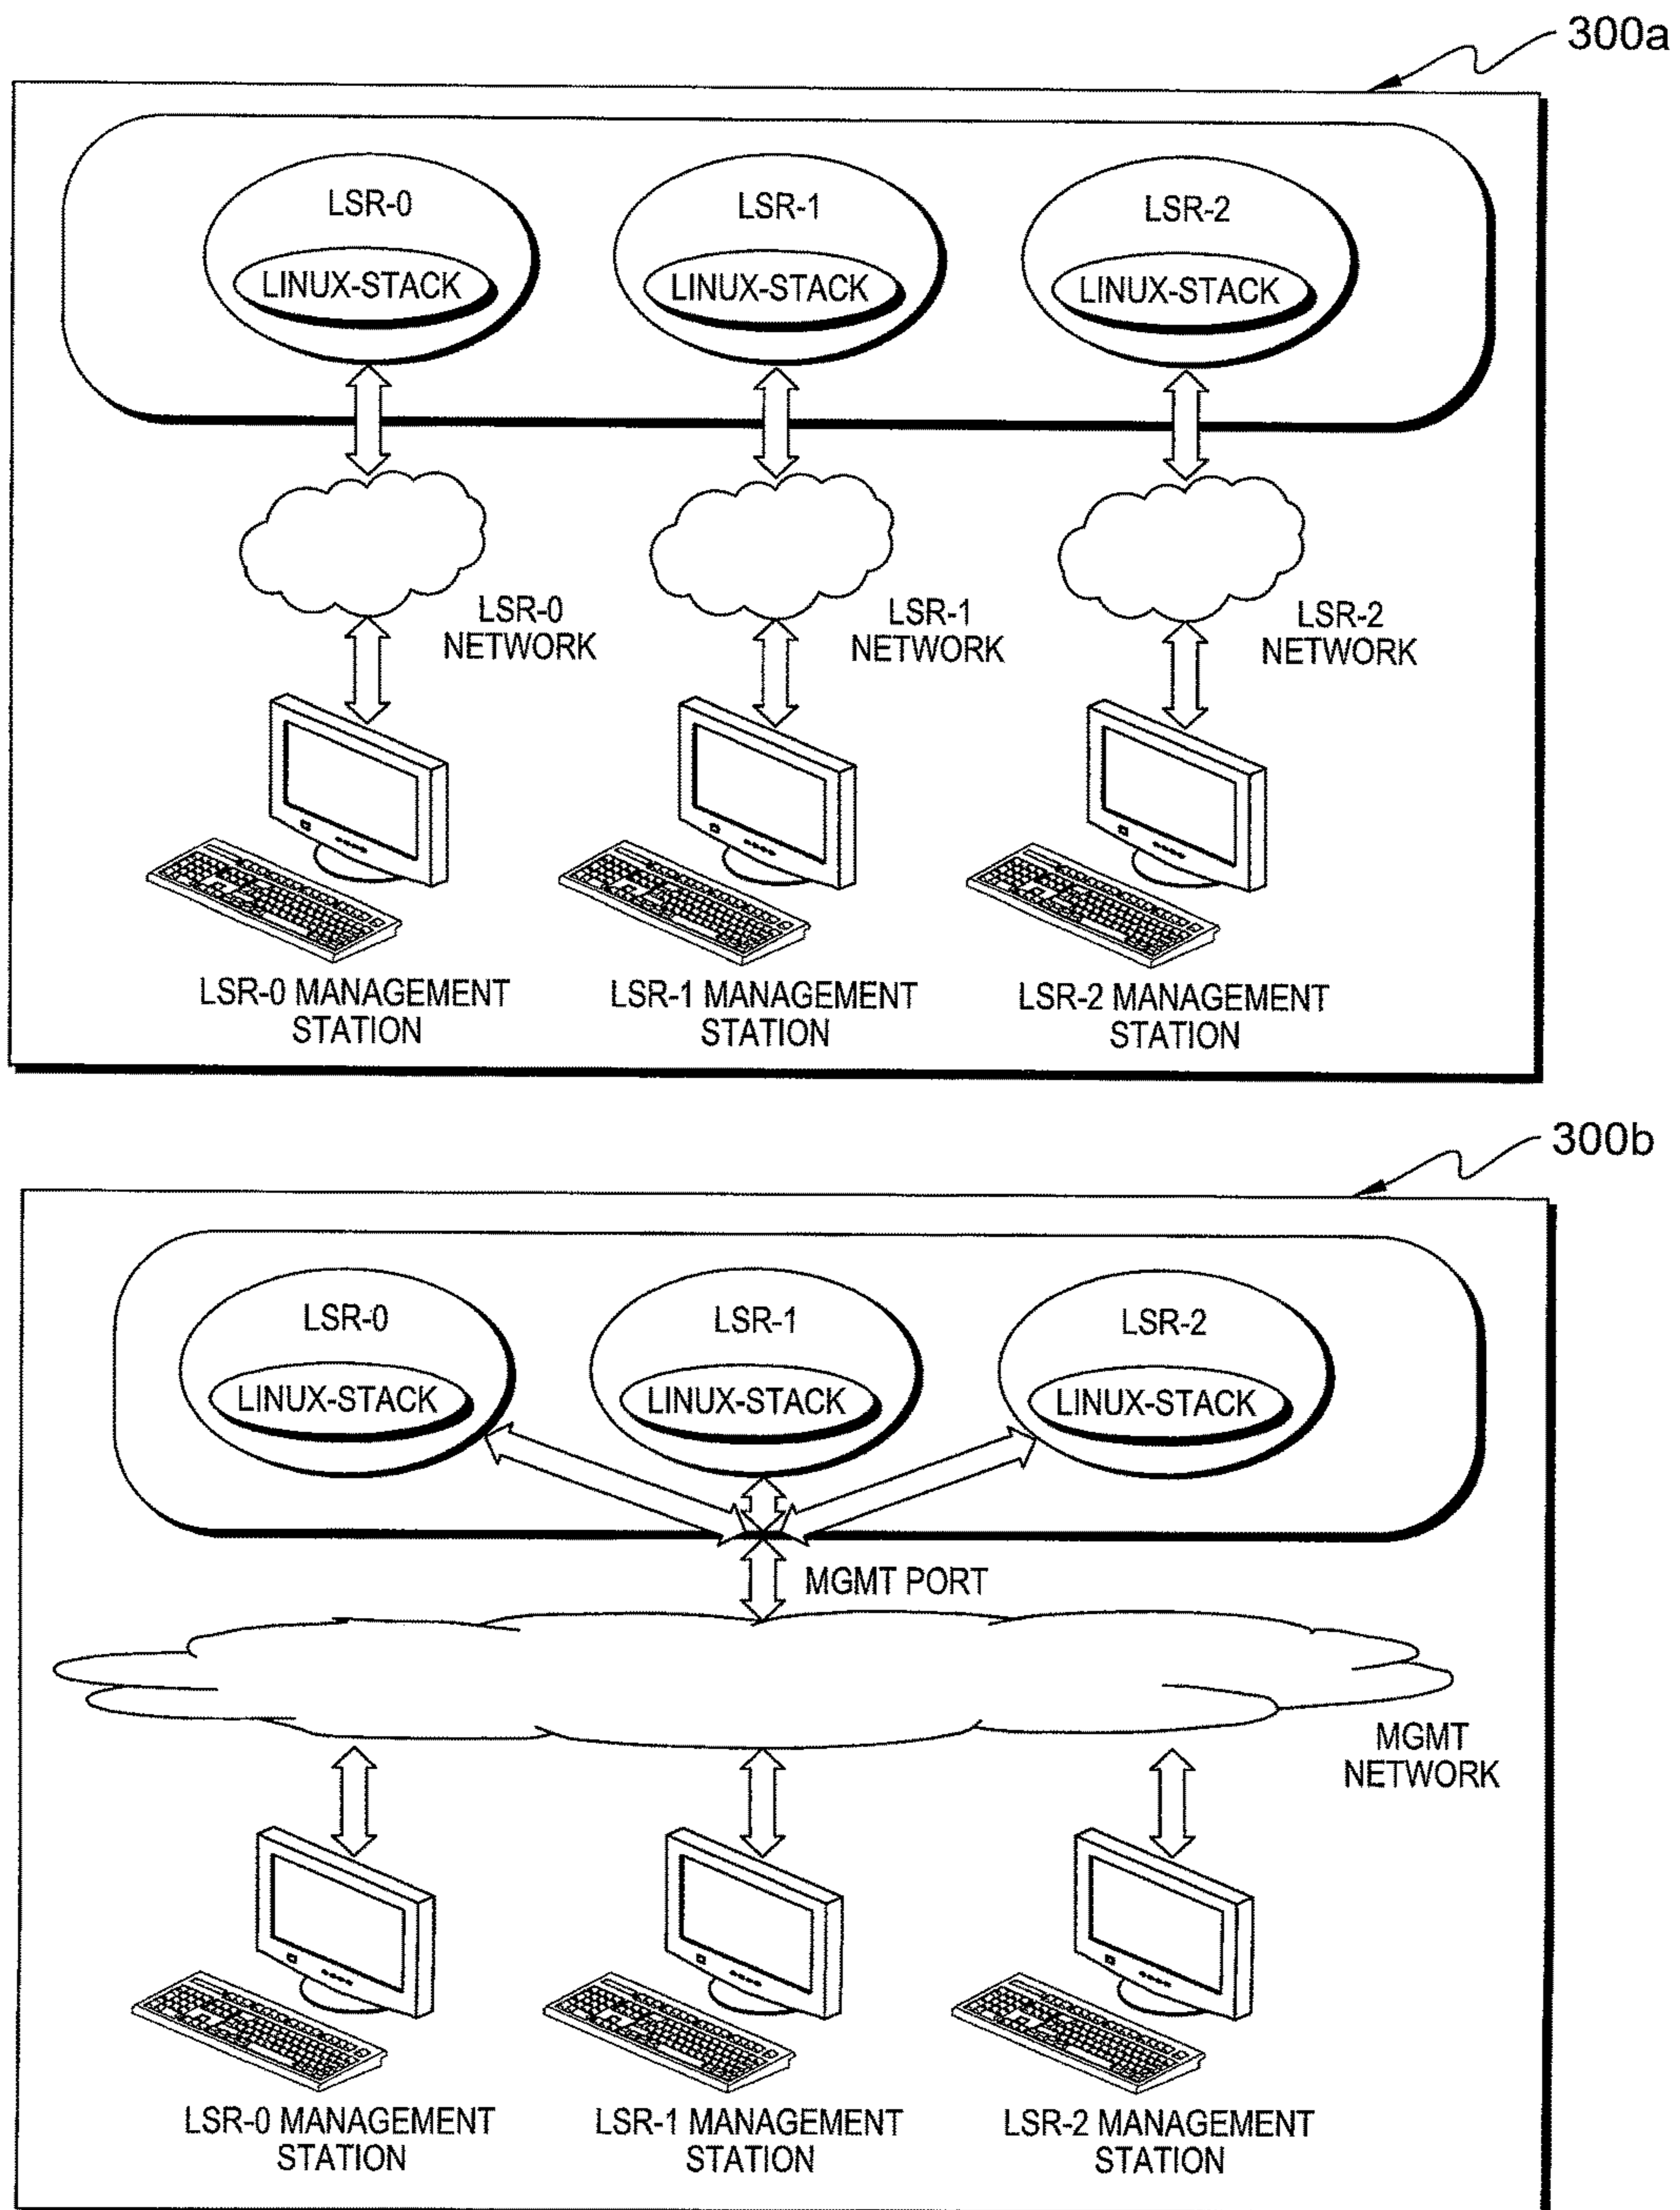 300a
LSR-0
LSR-1
LSR-2
LINUX-STACK
LINUX-STACK
LINUX-STACK
LSR-0
NETWORK
LSR-1
NETWORK
LSR-2
NETWORK
LSR-0 MANAGEMENT
STATION
LSR-1 MANAGEMENT
STATION
LSR-2 MANAGEMENT
STATION
300b
LSR-0
LSR-1
LSR-2
LINUX-STACK
LINUX-STACK
LINUX-STACK
MGMT PORT
MGMT
NETWORK
LSR-0 MANAGEMENT
STATION
LSR-1 MANAGEMENT
STATION
LSR-2 MANAGEMENT
STATION